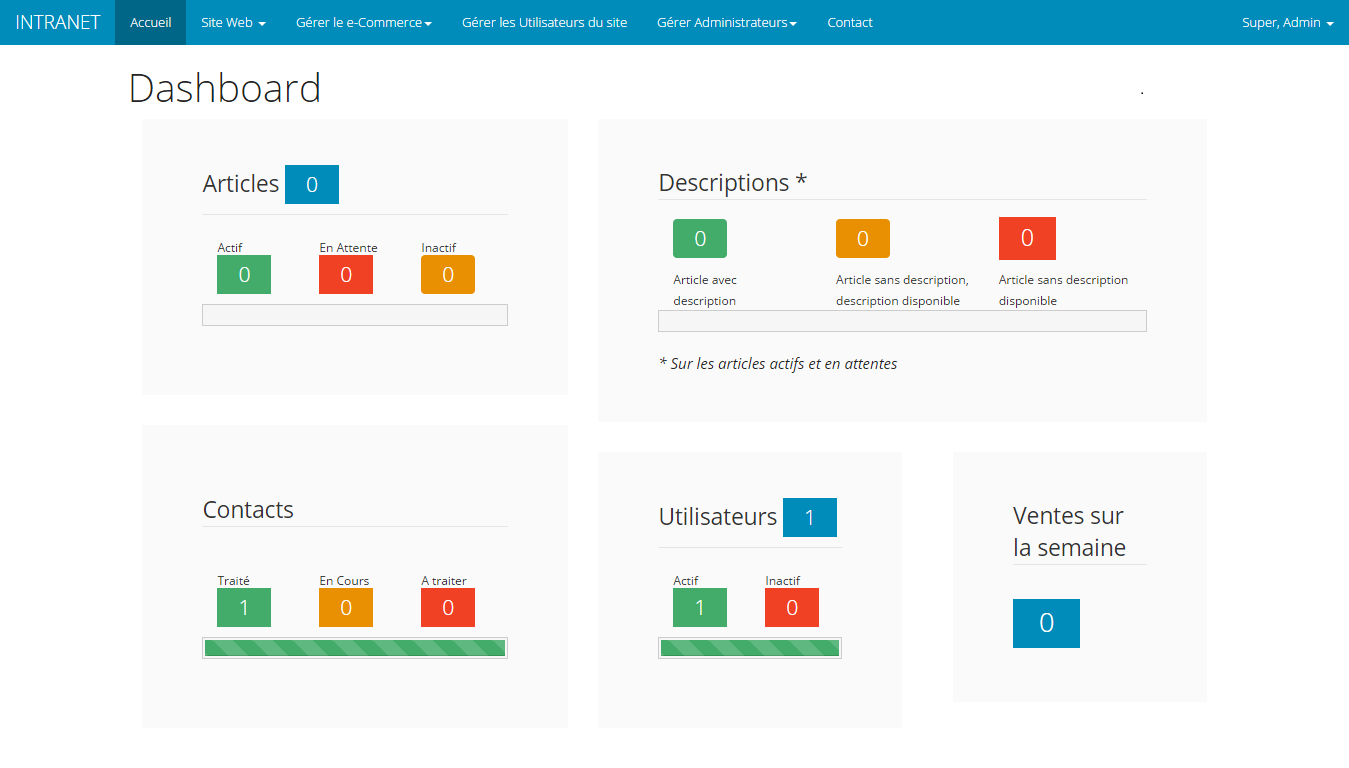 INTRANET Accueil Site Web Gérer le e-Commerce Gérer les Utilisateurs du site Gérer Administrateurs Contact Super, Admin
Dashboard .
Articles 0
Actif En Attente Inactif
0 0 0
Descriptions *
0 0 0
Article avec description
Article sans description, description disponible
Article sans description disponible
* Sur les articles actifs et en attentes
Contacts
Traité En Cours A traiter
1 0 0
Utilisateurs 1
Actif Inactif
1 0
Ventes sur
la semaine
0